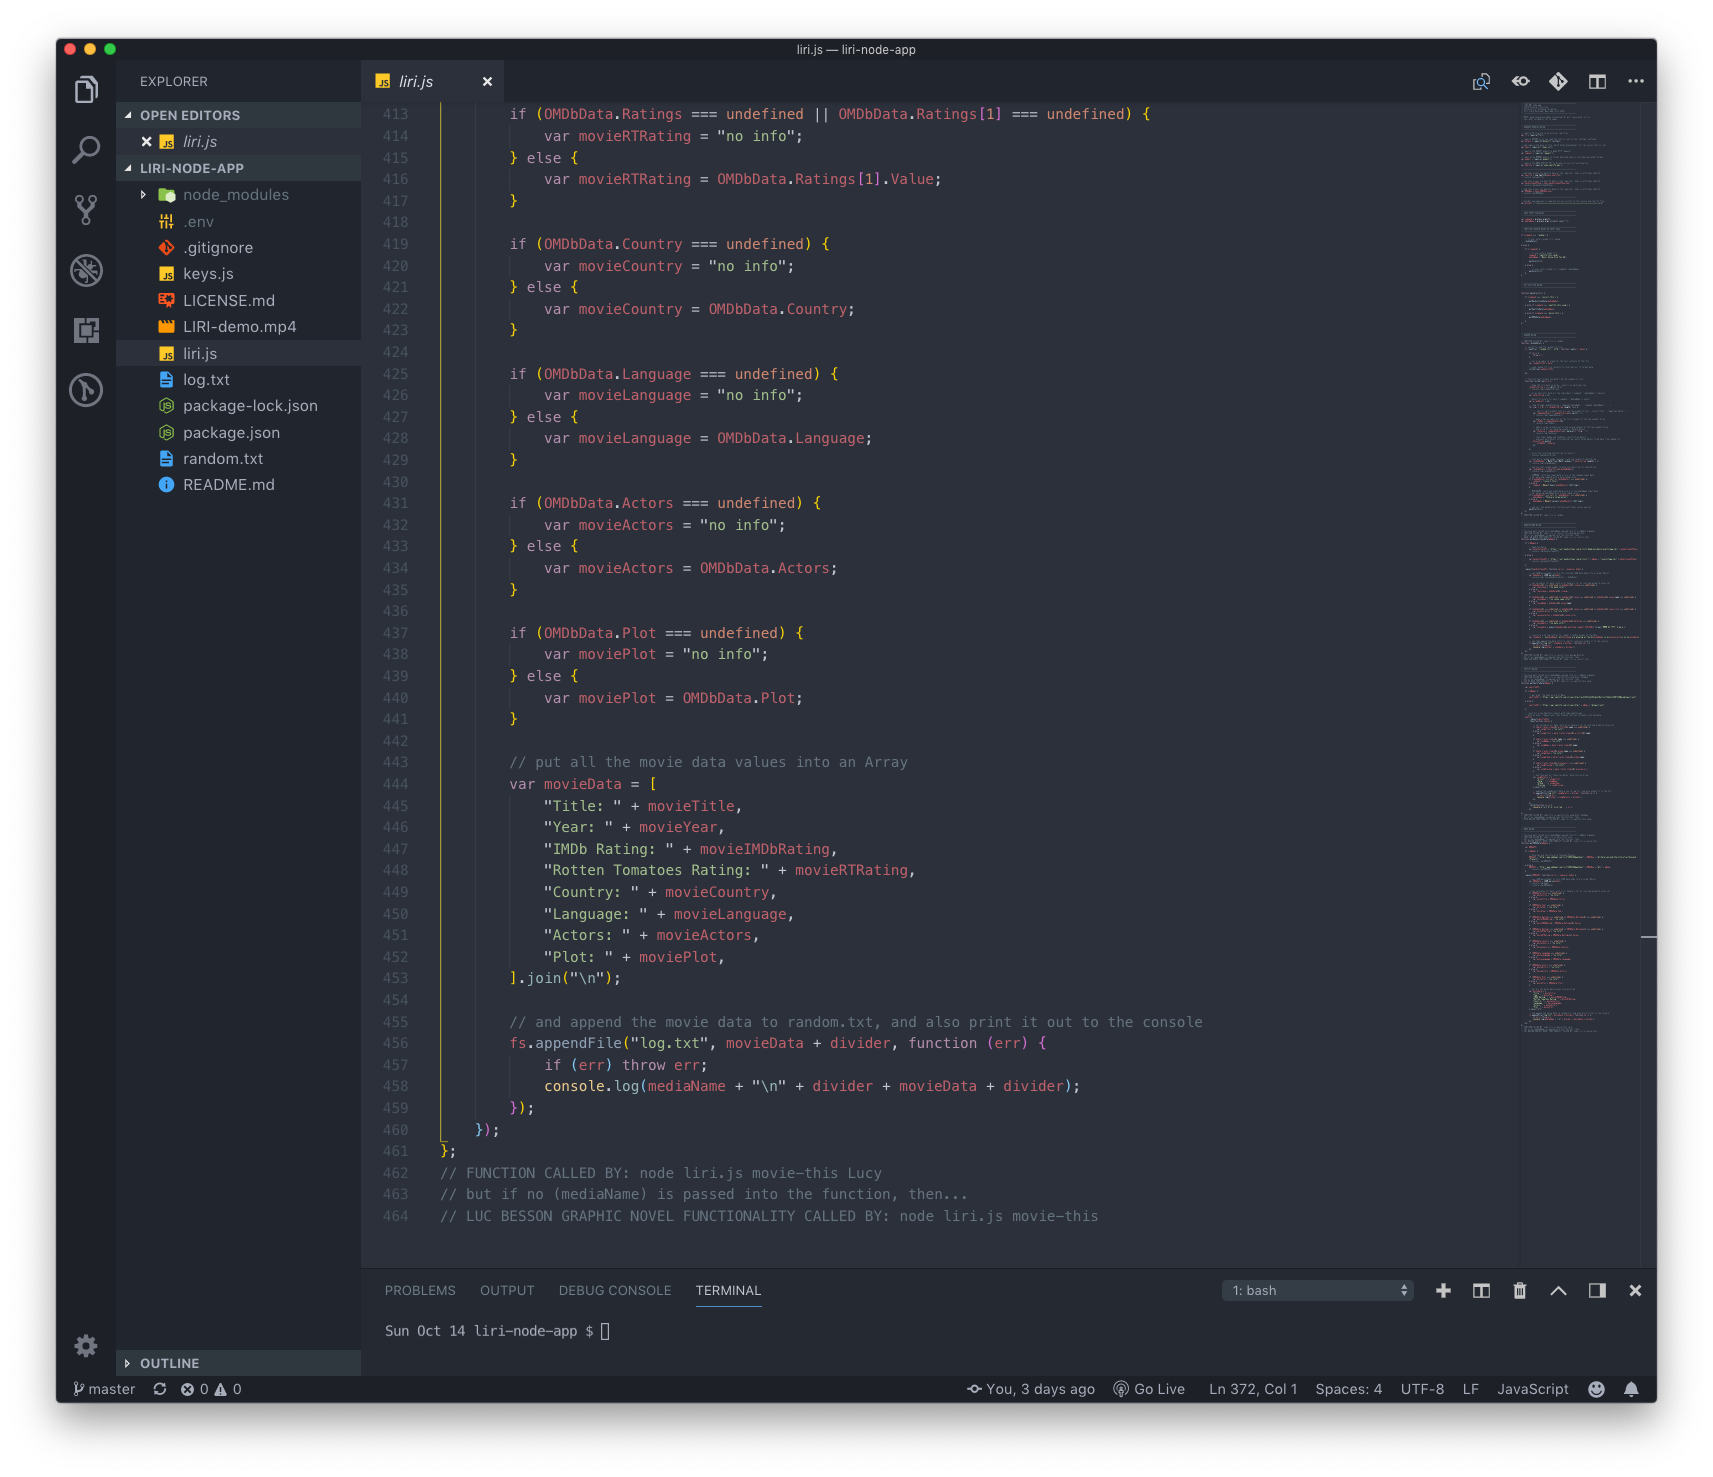 liri.js — liri-node-app
EXPLORER
OPEN EDITORS
liri.js
LIRI-NODE-APP
node_modules
.env
.gitignore
keys.js
LICENSE.md
LIRI-demo.mp4
liri.js
log.txt
package-lock.json
package.json
random.txt
README.md
OUTLINE
liri.js
413 if (OMDbData.Ratings === undefined || OMDbData.Ratings[1] === undefined) {
414 var movieRTRating = "no info";
415 } else {
416 var movieRTRating = OMDbData.Ratings[1].Value;
417 }
418
419 if (OMDbData.Country === undefined) {
420 var movieCountry = "no info";
421 } else {
422 var movieCountry = OMDbData.Country;
423 }
424
425 if (OMDbData.Language === undefined) {
426 var movieLanguage = "no info";
427 } else {
428 var movieLanguage = OMDbData.Language;
429 }
430
431 if (OMDbData.Actors === undefined) {
432 var movieActors = "no info";
433 } else {
434 var movieActors = OMDbData.Actors;
435 }
436
437 if (OMDbData.Plot === undefined) {
438 var moviePlot = "no info";
439 } else {
440 var moviePlot = OMDbData.Plot;
441 }
442
443 // put all the movie data values into an Array
444 var movieData = [
445 "Title: " + movieTitle,
446 "Year: " + movieYear,
447 "IMDb Rating: " + movieIMDbRating,
448 "Rotten Tomatoes Rating: " + movieRTRating,
449 "Country: " + movieCountry,
450 "Language: " + movieLanguage,
451 "Actors: " + movieActors,
452 "Plot: " + moviePlot,
453 ].join("\n");
454
455 // and append the movie data to random.txt, and also print it out to the console
456 fs.appendFile("log.txt", movieData + divider, function (err) {
457 if (err) throw err;
458 console.log(mediaName + "\n" + divider + movieData + divider);
459 });
460 });
461 };
462 // FUNCTION CALLED BY: node liri.js movie-this Lucy
463 // but if no (mediaName) is passed into the function, then...
464 // LUC BESSON GRAPHIC NOVEL FUNCTIONALITY CALLED BY: node liri.js movie-this
PROBLEMS OUTPUT DEBUG CONSOLE TERMINAL 1: bash
Sun Oct 14 liri-node-app $
master 0 0 You, 3 days ago Go Live Ln 372, Col 1 Spaces: 4 UTF-8 LF JavaScript